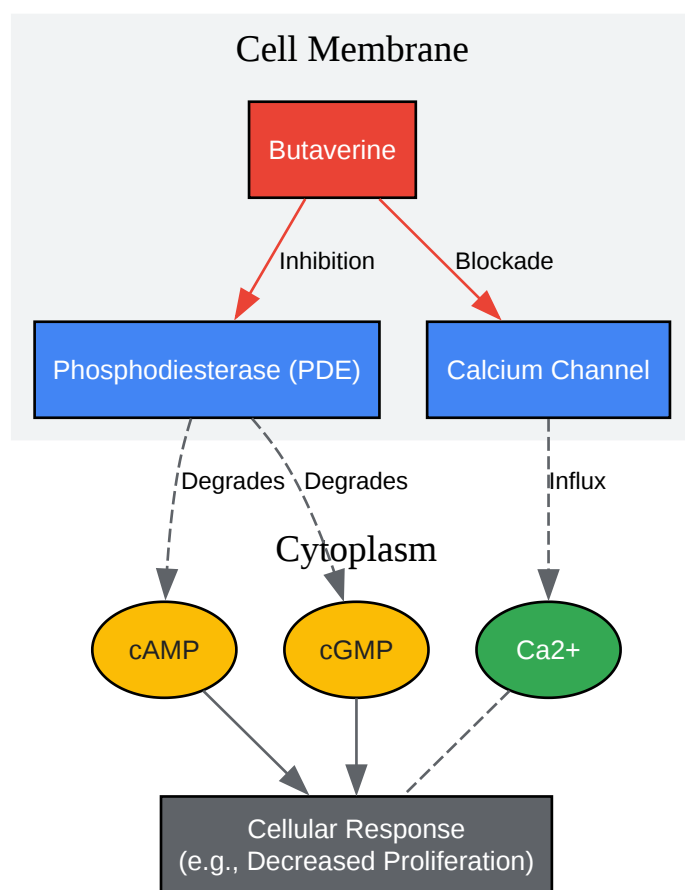 Cell Membrane
Butaverine
Inhibition
Blockade
Phosphodiesterase (PDE)
Calcium Channel
Degrades
Degrades
Influx
Cytoplasm
cAMP
cGMP
Ca2+
Cellular Response
(e.g., Decreased Proliferation)